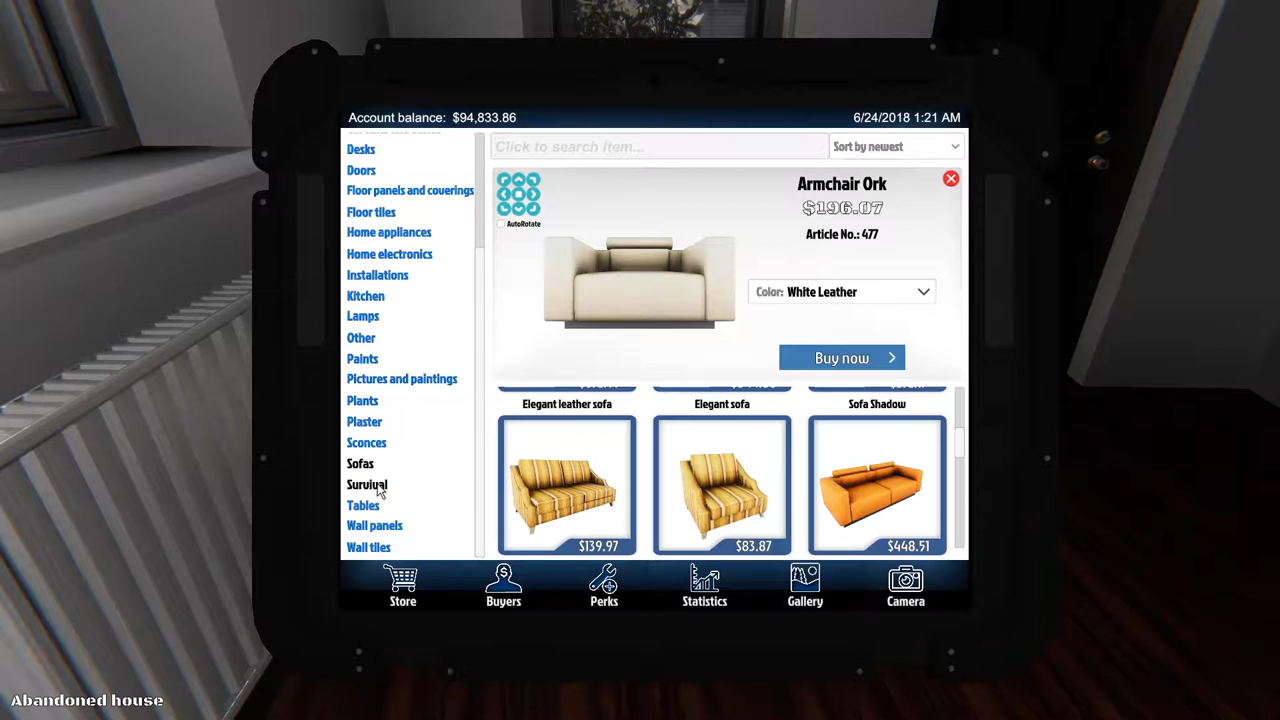 Account balance: $94,833.86
6/24/2018 1:21 AM
Desks
Doors
Floor panels and coverings
Floor tiles
Home appliances
Home electronics
Installations
Kitchen
Lamps
Other
Paints
Pictures and paintings
Plants
Plaster
Sconces
Sofas
Survival
Tables
Wall panels
Wall tiles
Click to search item...
Sort by newest
AutoRotate
Armchair Ork
$196.07
Article No.: 477
Color: White Leather
Buy now
Elegant leather sofa
Elegant sofa
Sofa Shadow
$139.97
$83.87
$448.51
Store
Buyers
Perks
Statistics
Gallery
Camera
Abandoned house